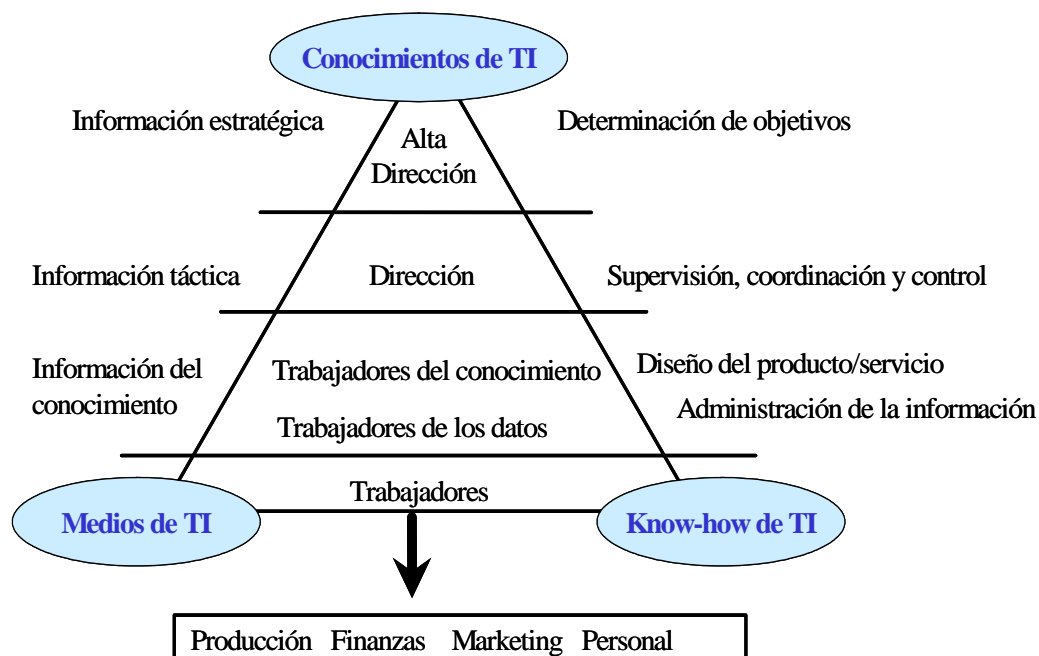 Conocimientos de TI
Información estratégica
Determinación de objetivos
Alta
Dirección
Información táctica
Dirección
Supervisión, coordinación y control
Información del
conocimiento
Trabajadores del conocimiento
Diseño del producto/servicio
Administración de la información
Trabajadores de los datos
Trabajadores
Medios de TI
Know-how de TI
Producción Finanzas Marketing Personal